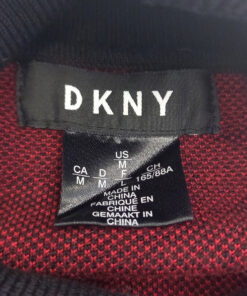 DKNY
US
M
CA
M
D
M
F
L
CH
165/88A
MADE IN
CHINA
FABRIQUÉ EN
CHINE
GEMAAKT IN
CHINA